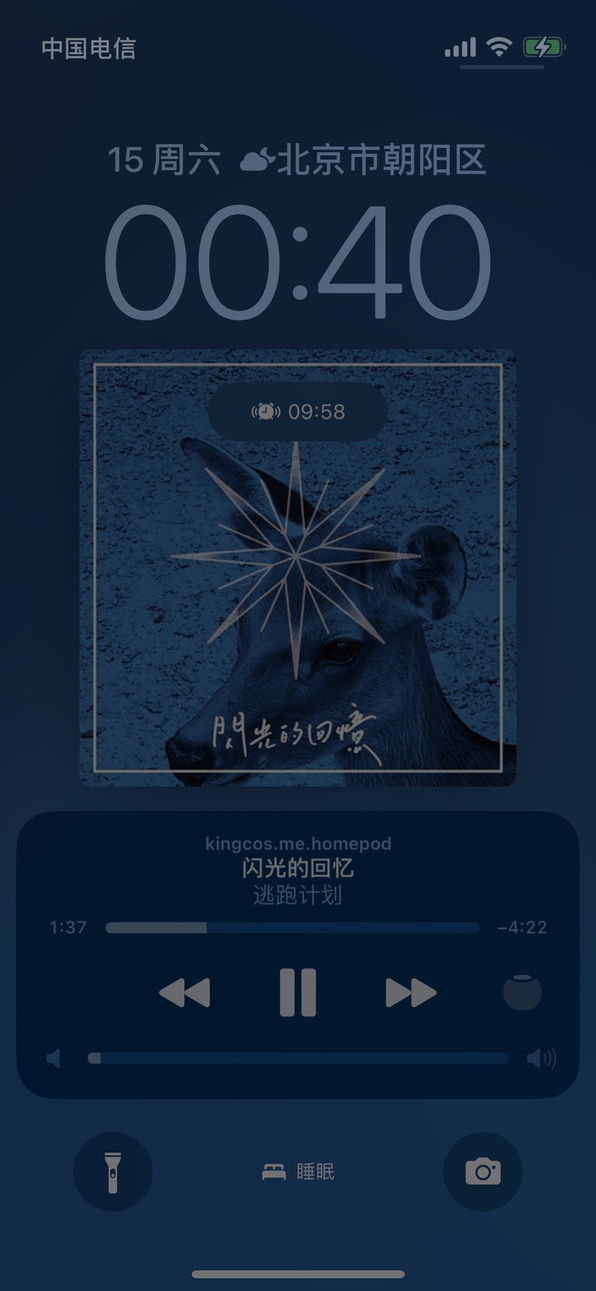 中国电信
15 周六 北京市朝阳区
00:40
09:58
閃光的回憶
kingcos.me.homepod
闪光的回忆
逃跑计划
1:37 −4:22
睡眠